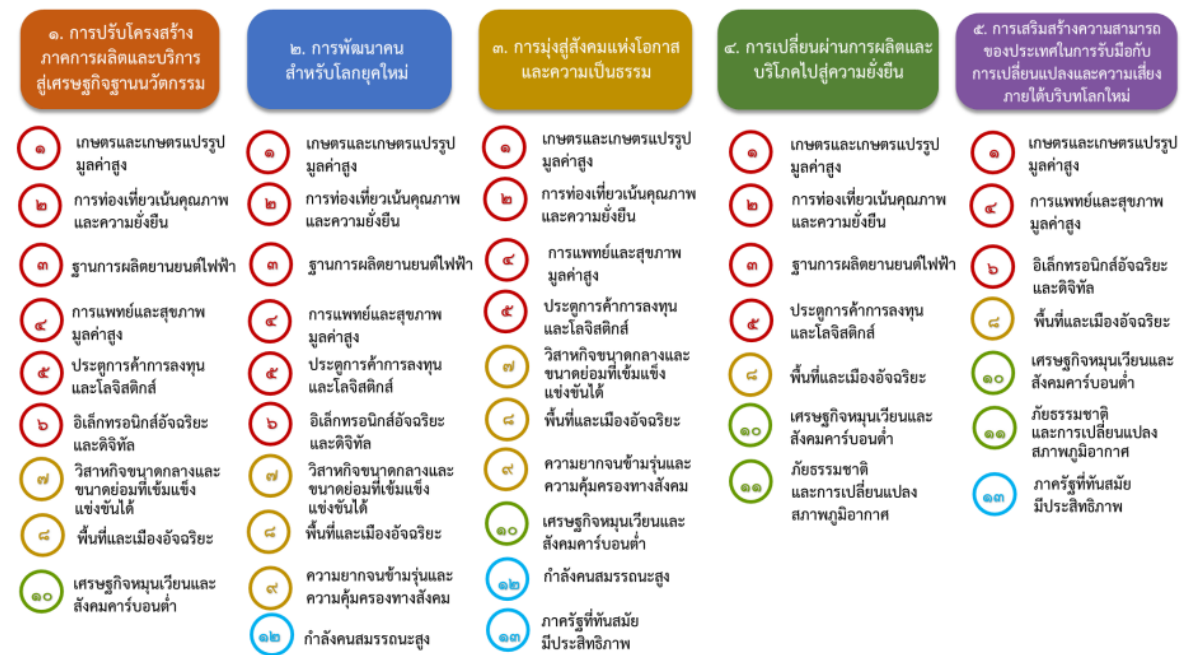 ๑. การปรับโครงสร้าง
ภาคการผลิตและบริการ
สู่เศรษฐกิจฐานนวัตกรรม
๑
เกษตรและเกษตรแปรรูป
มูลค่าสูง
๒
การท่องเที่ยวเน้นคุณภาพ
และความยั่งยืน
๓
ฐานการผลิตยานยนต์ไฟฟ้า
๔
การแพทย์และสุขภาพ
มูลค่าสูง
๕
ประตูการค้าการลงทุน
และโลจิสติกส์
๖
อิเล็กทรอนิกส์อัจฉริยะ
และดิจิทัล
๗
วิสาหกิจขนาดกลางและ
ขนาดย่อมที่เข้มแข็ง
แข่งขันได้
๘
พื้นที่และเมืองอัจฉริยะ
๑๐
เศรษฐกิจหมุนเวียนและ
สังคมคาร์บอนต่ำ
๒. การพัฒนาคน
สำหรับโลกยุคใหม่
๑
เกษตรและเกษตรแปรรูป
มูลค่าสูง
๒
การท่องเที่ยวเน้นคุณภาพ
และความยั่งยืน
๓
ฐานการผลิตยานยนต์ไฟฟ้า
๔
การแพทย์และสุขภาพ
มูลค่าสูง
๕
ประตูการค้าการลงทุน
และโลจิสติกส์
๖
อิเล็กทรอนิกส์อัจฉริยะ
และดิจิทัล
๗
วิสาหกิจขนาดกลางและ
ขนาดย่อมที่เข้มแข็ง
แข่งขันได้
๘
พื้นที่และเมืองอัจฉริยะ
๙
ความยากจนข้ามรุ่นและ
ความคุ้มครองทางสังคม
๑๒
กำลังคนสมรรถนะสูง
๓. การมุ่งสู่สังคมแห่งโอกาส
และความเป็นธรรม
๑
เกษตรและเกษตรแปรรูป
มูลค่าสูง
๒
การท่องเที่ยวเน้นคุณภาพ
และความยั่งยืน
๔
การแพทย์และสุขภาพ
มูลค่าสูง
๕
ประตูการค้าการลงทุน
และโลจิสติกส์
๗
วิสาหกิจขนาดกลางและ
ขนาดย่อมที่เข้มแข็ง
แข่งขันได้
๘
พื้นที่และเมืองอัจฉริยะ
๙
ความยากจนข้ามรุ่นและ
ความคุ้มครองทางสังคม
๑๐
เศรษฐกิจหมุนเวียนและ
สังคมคาร์บอนต่ำ
๑๒
กำลังคนสมรรถนะสูง
๑๓
ภาครัฐที่ทันสมัย
มีประสิทธิภาพ
๔. การเปลี่ยนผ่านการผลิตและ
บริโภคไปสู่ความยั่งยืน
๑
เกษตรและเกษตรแปรรูป
มูลค่าสูง
๒
การท่องเที่ยวเน้นคุณภาพ
และความยั่งยืน
๓
ฐานการผลิตยานยนต์ไฟฟ้า
๕
ประตูการค้าการลงทุน
และโลจิสติกส์
๘
พื้นที่และเมืองอัจฉริยะ
๑๐
เศรษฐกิจหมุนเวียนและ
สังคมคาร์บอนต่ำ
๑๑
ภัยธรรมชาติ
และการเปลี่ยนแปลง
สภาพภูมิอากาศ
๕. การเสริมสร้างความสามารถ
ของประเทศในการรับมือกับ
การเปลี่ยนแปลงและความเสี่ยง
ภายใต้บริบทโลกใหม่
๑
เกษตรและเกษตรแปรรูป
มูลค่าสูง
๔
การแพทย์และสุขภาพ
มูลค่าสูง
๖
อิเล็กทรอนิกส์อัจฉริยะ
และดิจิทัล
๘
พื้นที่และเมืองอัจฉริยะ
๑๐
เศรษฐกิจหมุนเวียนและ
สังคมคาร์บอนต่ำ
๑๑
ภัยธรรมชาติ
และการเปลี่ยนแปลง
สภาพภูมิอากาศ
๑๓
ภาครัฐที่ทันสมัย
มีประสิทธิภาพ